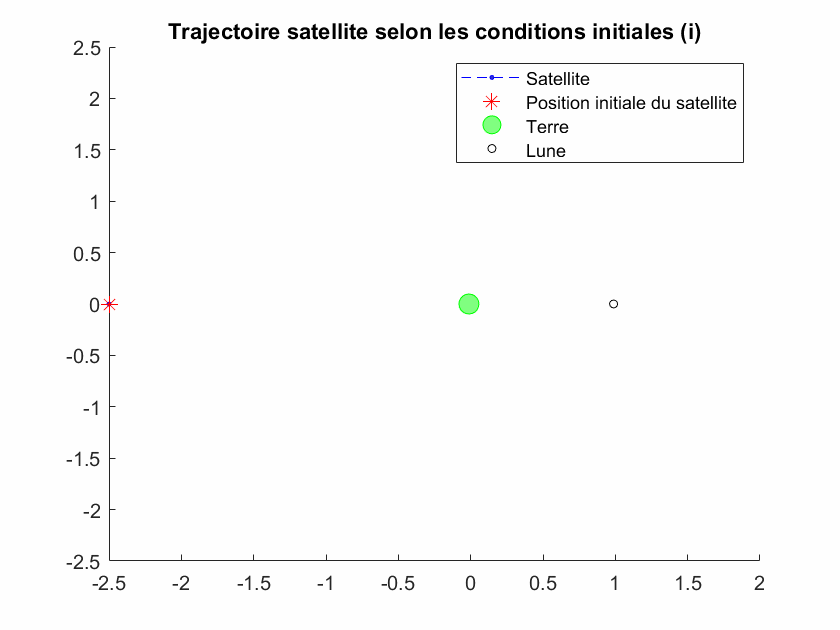 Trajectoire satellite selon les conditions initiales (i)
2.5
Satellite
2
Position initiale du satellite
Terre
1.5
Lune
1
0.5
0
-0.5
-1
-1.5
-2
-2.5
-2.5 -2 -1.5 -1 -0.5 0 0.5 1 1.5 2